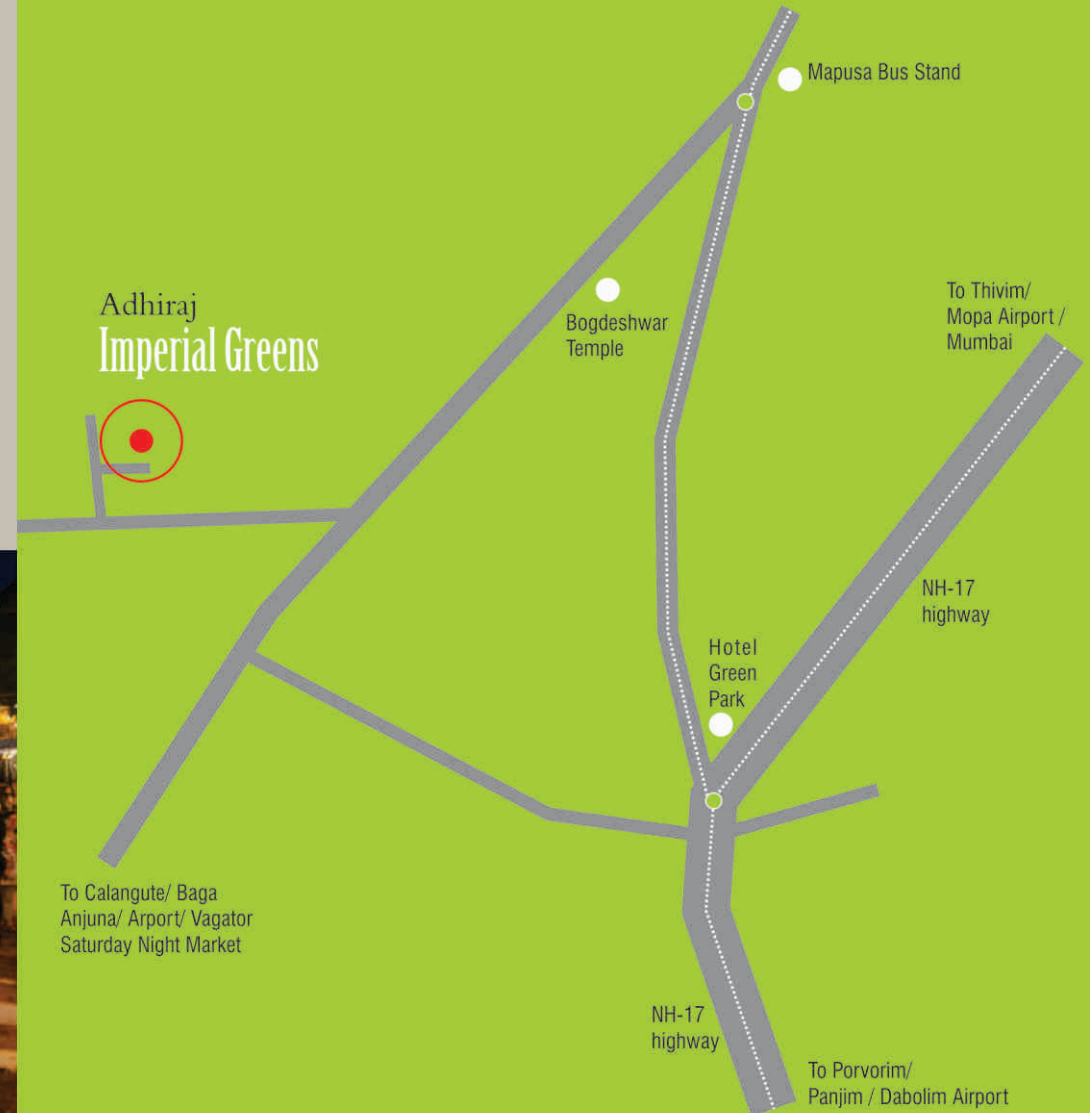 Mapusa Bus Stand
To Thivim/
Mopa Airport /
Mumbai
Adhiraj
Imperial Greens
Bogdeshwar
Temple
NH-17
highway
Hotel
Green
Park
To Calangute/ Baga
Anjuna/ Arport/ Vagator
Saturday Night Market
NH-17
highway
To Porvorim/
Panjim / Dabolim Airport